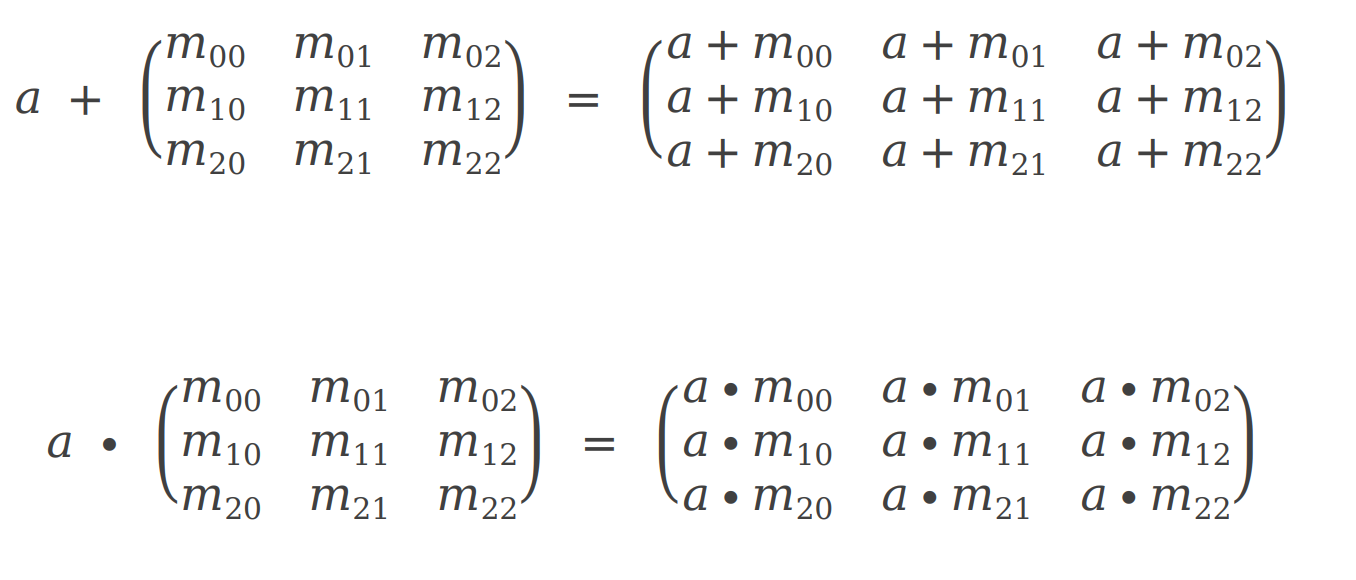 m₀₀ m₀₁ m₀₂ a + m₀₀ a + m₀₁ a + m₀₂
a + (m₁₀ m₁₁ m₁₂) = (a + m₁₀ a + m₁₁ a + m₁₂)
m₂₀ m₂₁ m₂₂ a + m₂₀ a + m₂₁ a + m₂₂
m₀₀ m₀₁ m₀₂ a • m₀₀ a • m₀₁ a • m₀₂
a • (m₁₀ m₁₁ m₁₂) = (a • m₁₀ a • m₁₁ a • m₁₂)
m₂₀ m₂₁ m₂₂ a • m₂₀ a • m₂₁ a • m₂₂